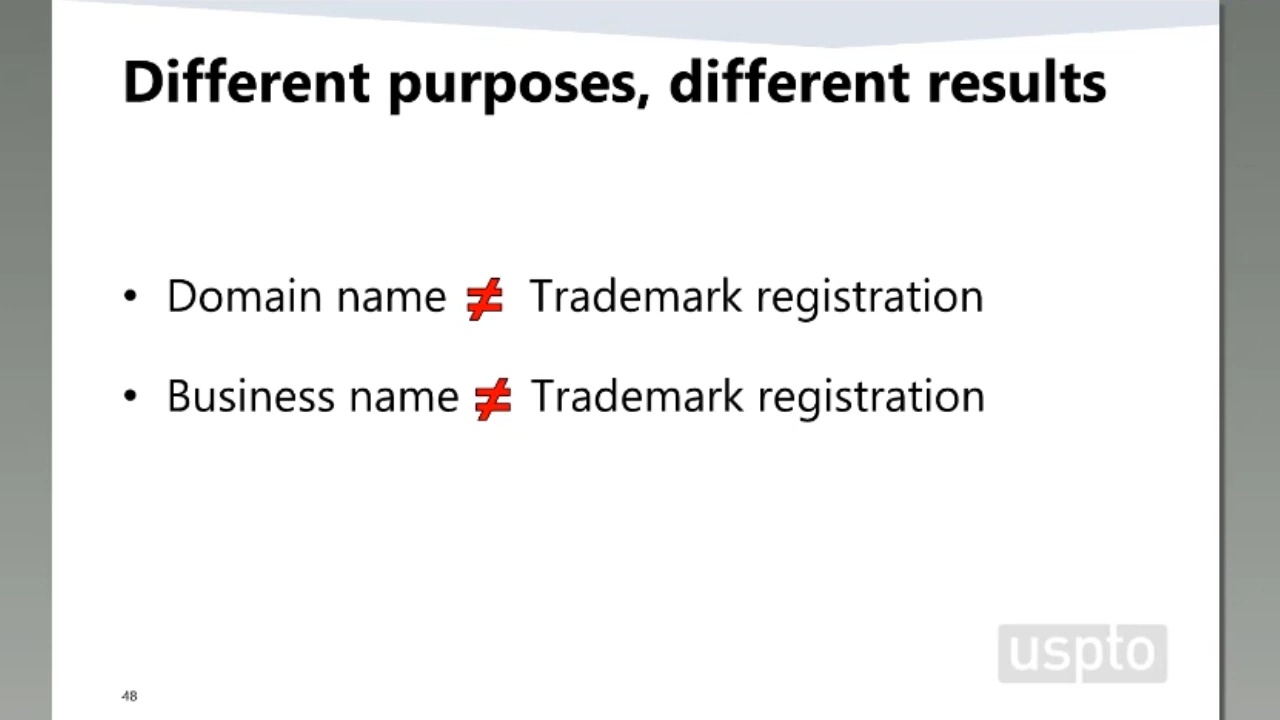 Different purposes, different results
• Domain name ≠ Trademark registration
• Business name ≠ Trademark registration
uspto
48